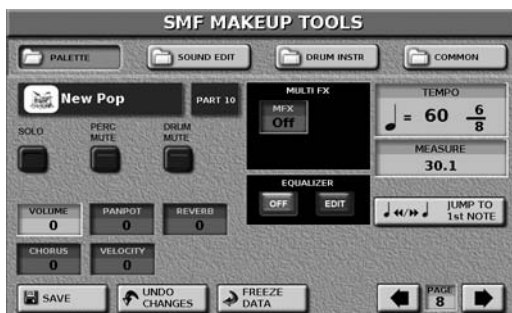 SMF MAKEUP TOOLS
PALETTE
SOUND EDIT
DRUM INSTR
COMMON
New Pop
PART 10
SOLO
PERC
MUTE
DRUM
MUTE
MULTI FX
MFX
Off
EQUALIZER
OFF
EDIT
TEMPO
= 60 6/8
MEASURE
30.1
JUMP TO
1st NOTE
VOLUME
0
PANPOT
0
REVERB
0
CHORUS
0
VELOCITY
0
SAVE
UNDO
CHANGES
FREEZE
DATA
PAGE
8